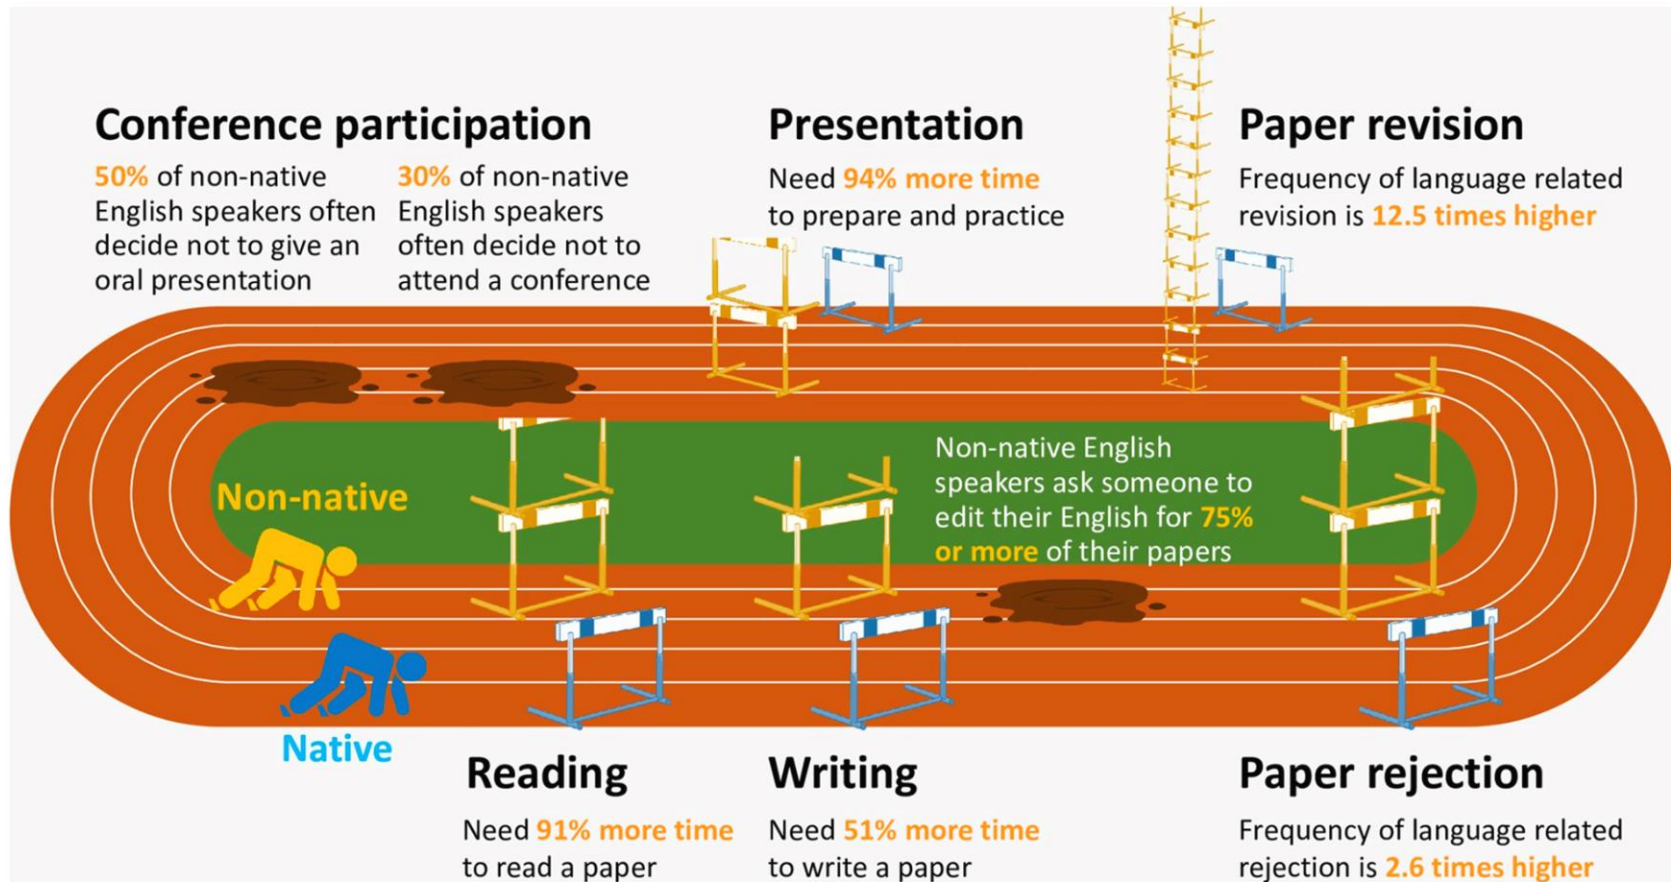 Conference participation
50% of non-native
English speakers often
decide not to give an
oral presentation
30% of non-native
English speakers
often decide not to
attend a conference
Presentation
Need 94% more time
to prepare and practice
Paper revision
Frequency of language related
revision is 12.5 times higher
Non-native
Non-native English
speakers ask someone to
edit their English for 75%
or more of their papers
Native
Reading
Need 91% more time
to read a paper
Writing
Need 51% more time
to write a paper
Paper rejection
Frequency of language related
rejection is 2.6 times higher